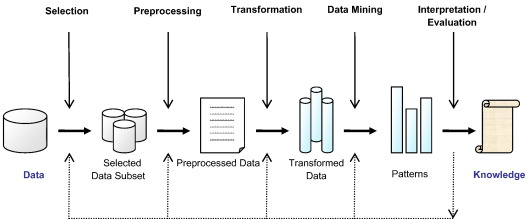 Selection
Preprocessing
Transformation
Data Mining
Interpretation /
Evaluation
Data
Selected
Data Subset
Preprocessed Data
Transformed
Data
Patterns
Knowledge